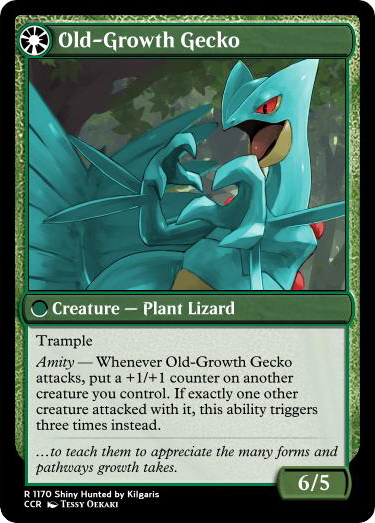 Old-Growth Gecko
Creature — Plant Lizard
Trample
Amity — Whenever Old-Growth Gecko
attacks, put a +1/+1 counter on another
creature you control. If exactly one other
creature attacked with it, this ability triggers
three times instead.
…to teach them to appreciate the many forms and
pathways growth takes.
6/5
R 1170 Shiny Hunted by Kilgaris
CCR Tessy Oekaki